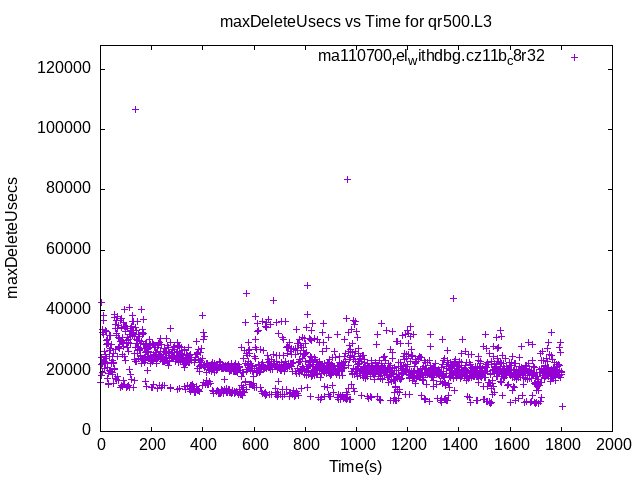 maxDeleteUsecs vs Time for qr500.L3
ma110700relwithdbg.cz11bc8r32
maxDeleteUsecs
120000
100000
80000
60000
40000
20000
0
0 200 400 600 800 1000 1200 1400 1600 1800 2000
Time(s)